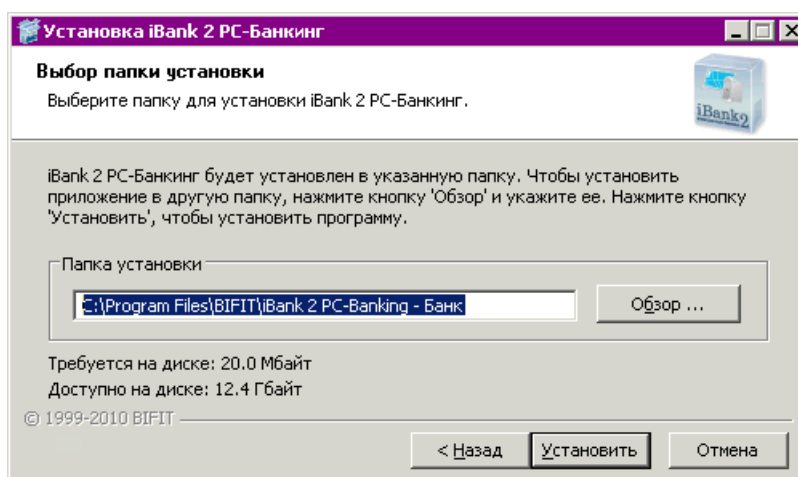 Установка iBank 2 PC-Банкинг
Выбор папки установки
Выберите папку для установки iBank 2 PC-Банкинг.
iBank2
iBank 2 PC-Банкинг будет установлен в указанную папку. Чтобы установить
приложение в другую папку, нажмите кнопку 'Обзор' и укажите ее. Нажмите кнопку
'Установить', чтобы установить программу.
Папка установки
C:\Program Files\BIFIT\iBank 2 PC-Banking - Банк
Обзор ...
Требуется на диске: 20.0 Мбайт
Доступно на диске: 12.4 Гбайт
© 1999-2010 BIFIT
< Назад
Установить
Отмена